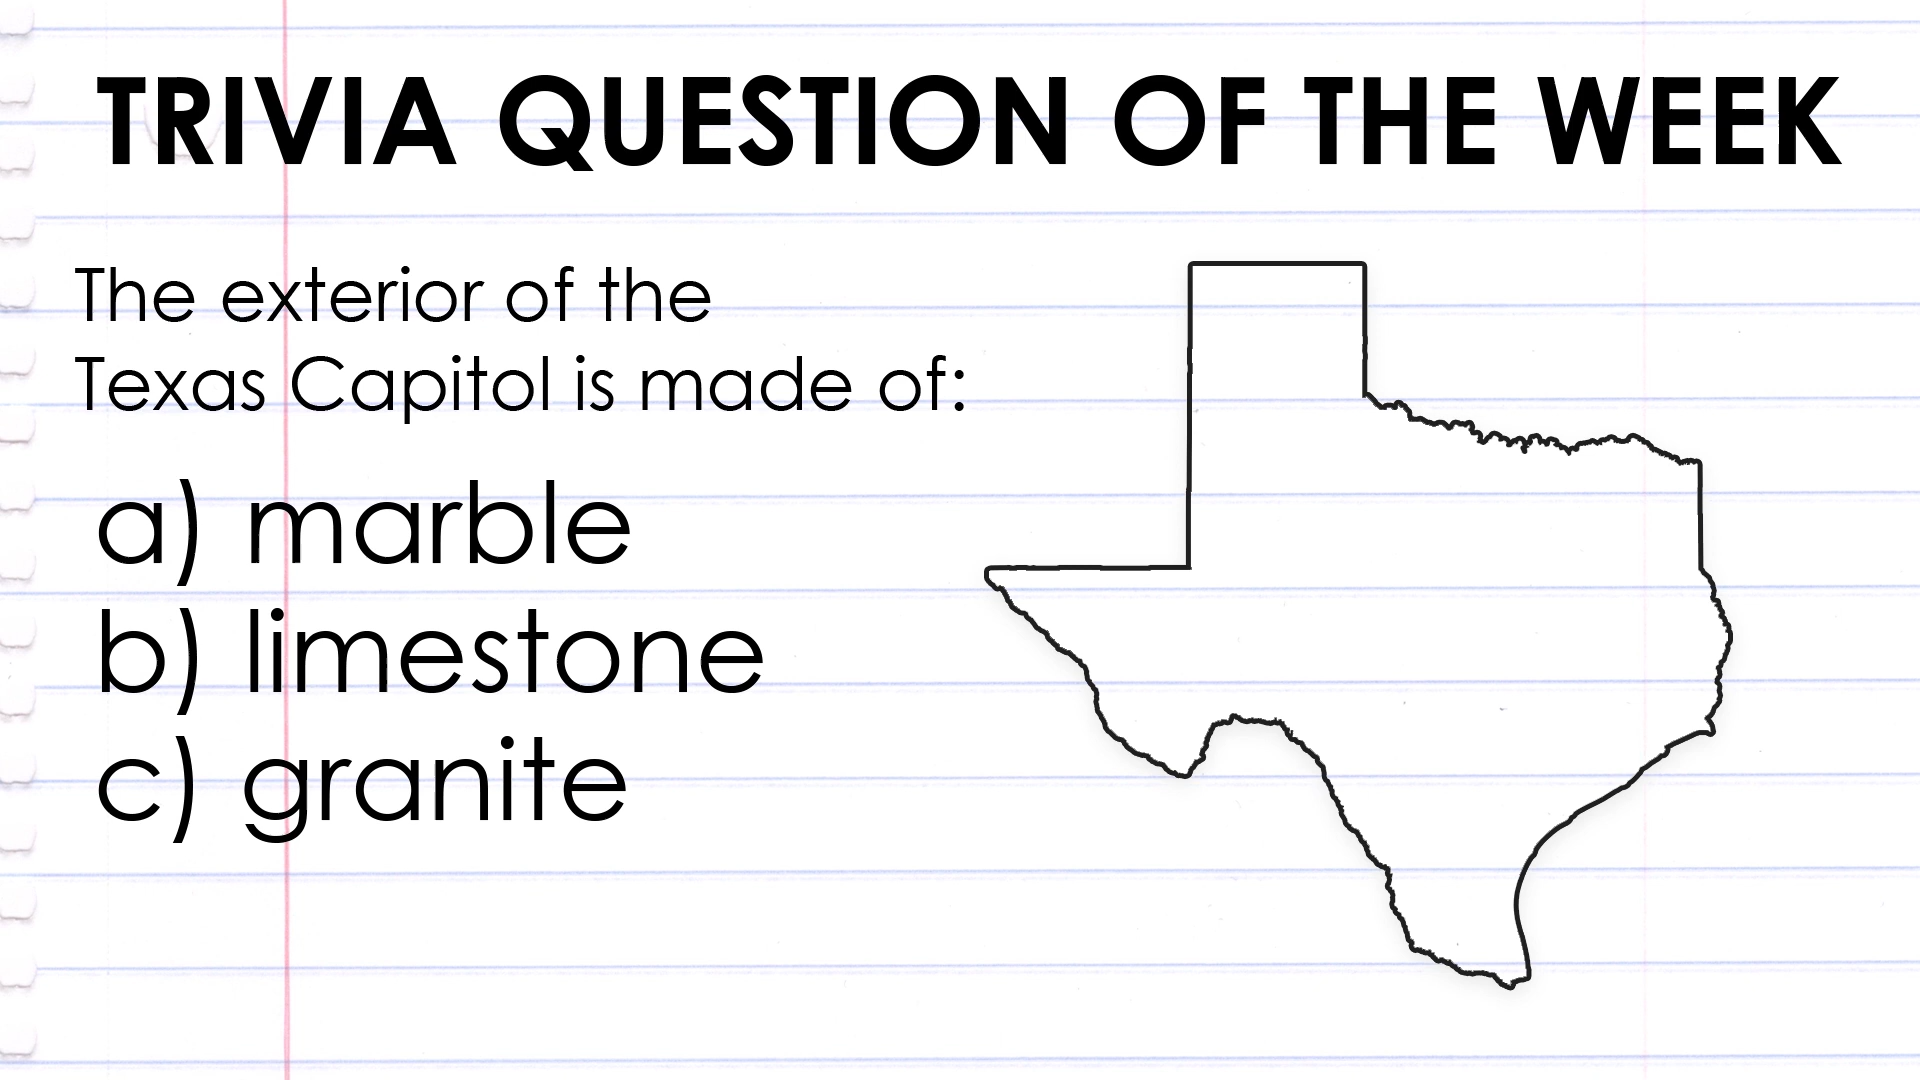 TRIVIA QUESTION OF THE WEEK
The exterior of the
Texas Capitol is made of:
a) marble
b) limestone
c) granite